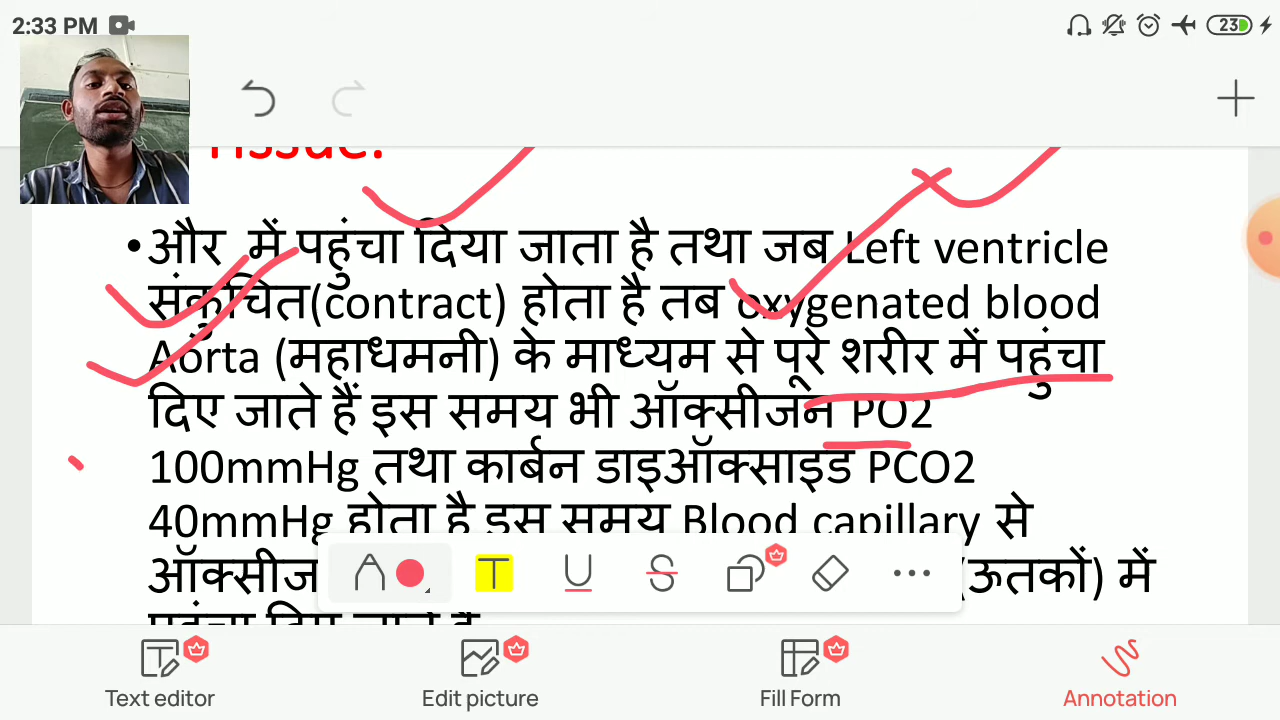 2:33 PM
23
Tissue.
•और में पहुंचा दिया जाता है तथा जब Left ventricle
संकुचित(contract) होता है तब oxygenated blood
Aorta (महाधमनी) के माध्यम से पूरे शरीर में पहुंचा
दिए जाते हैं इस समय भी ऑक्सीजन PO2
100mmHg तथा कार्बन डाइऑक्साइड PCO2
40mmHg होता है इस समय Blood capillary से
(ऊतकों) में
पहुंचा दिए जाते हैं
T
U
S
Text editor
Edit picture
Fill Form
Annotation